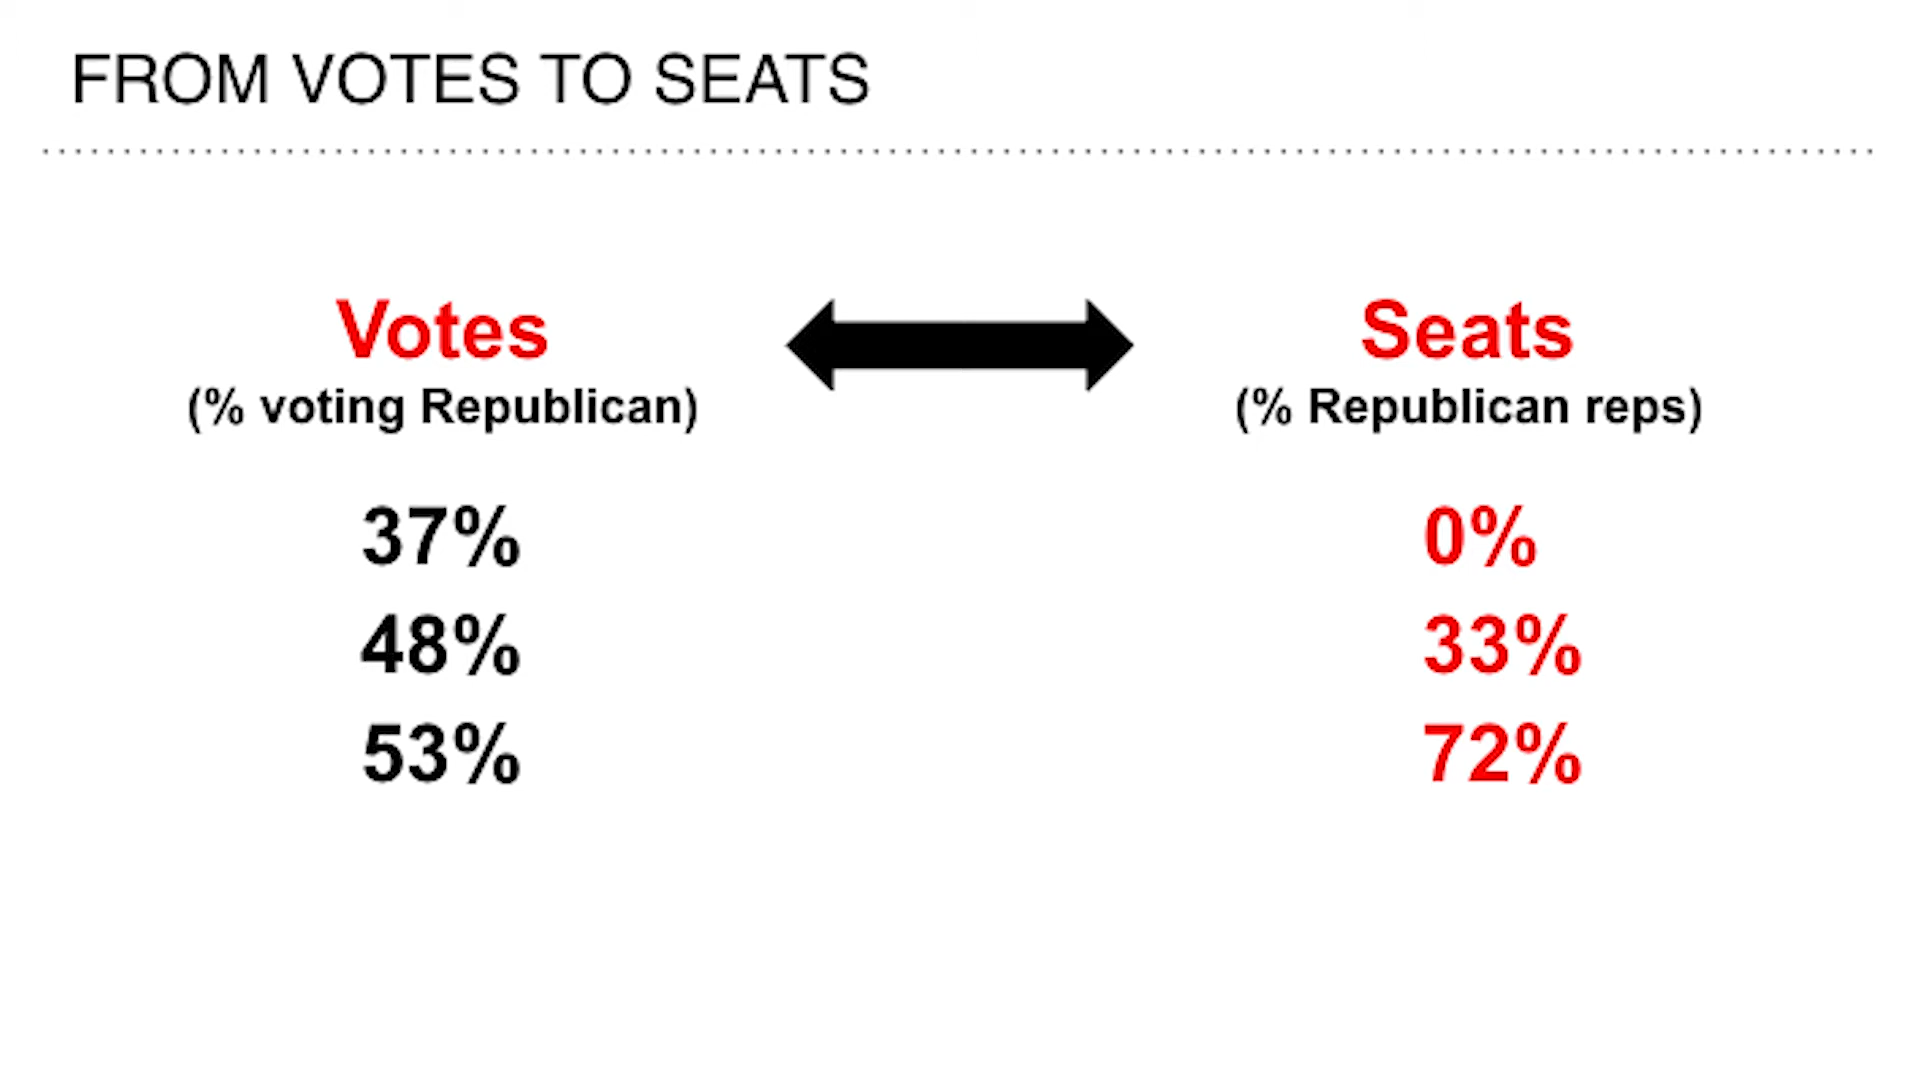 FROM VOTES TO SEATS
Votes Seats
(% voting Republican) (% Republican reps)
37% 0%
48% 33%
53% 72%